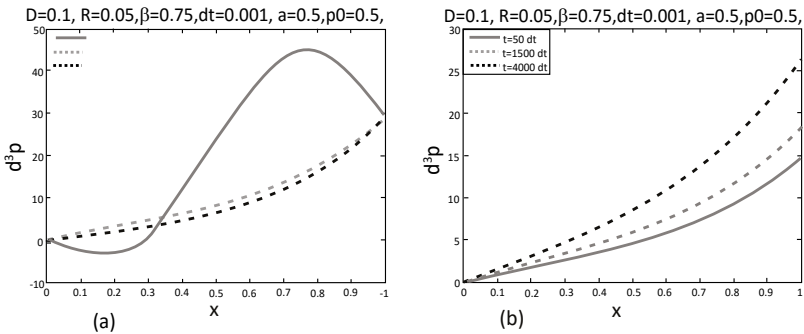 D=0.1, R=0.05,β=0.75,dt=0.001, a=0.5,p0=0.5,
50
40
30
20
10
0
-10
d³p
0 0.1 0.2 0.3 0.4 0.5 0.6 0.7 0.8 0.9 -1
x
(a)
D=0.1, R=0.05,β=0.75,dt=0.001, a=0.5,p0=0.5,
t=50 dt
t=1500 dt
t=4000 dt
30
25
20
15
10
5
0
d³p
0 0.1 0.2 0.3 0.4 0.5 0.6 0.7 0.8 0.9 1
x
(b)